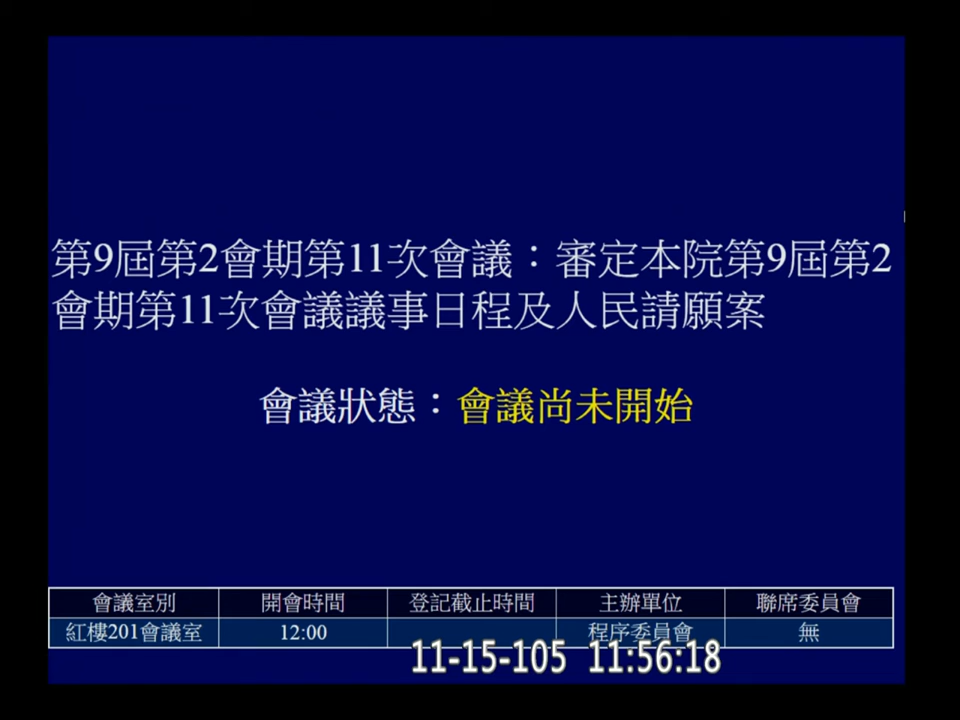 第9屆第2會期第11次會議：審定本院第9屆第2
會期第11次會議議事日程及人民請願案
會議狀態：會議尚未開始
會議室別 開會時間 登記截止時間 主辦單位 聯席委員會
紅樓201會議室 12:00 程序委員會 無
11-15-105 11:56:18